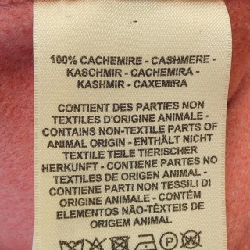 100% CACHEMIRE - CASHMERE -
KASCHMIR - CACHEMIRA -
KASHMIR - CAXEMIRA
CONTIENT DES PARTIES NON
TEXTILES D'ORIGINE ANIMALE -
CONTAINS NON-TEXTILE PARTS OF
ANIMAL ORIGIN - ENTHÄLT NICHT
TEXTILE TEILE TIERISCHER
HERKUNFT - CONTIENE PARTES NO
TEXTILES DE ORIGEN ANIMAL -
CONTIENE PARTI NON TESSILI DI
ORIGINE ANIMALE - CONTÉM
ELEMENTOS NÃO-TÊXTEIS DE
ORIGEM ANIMAL